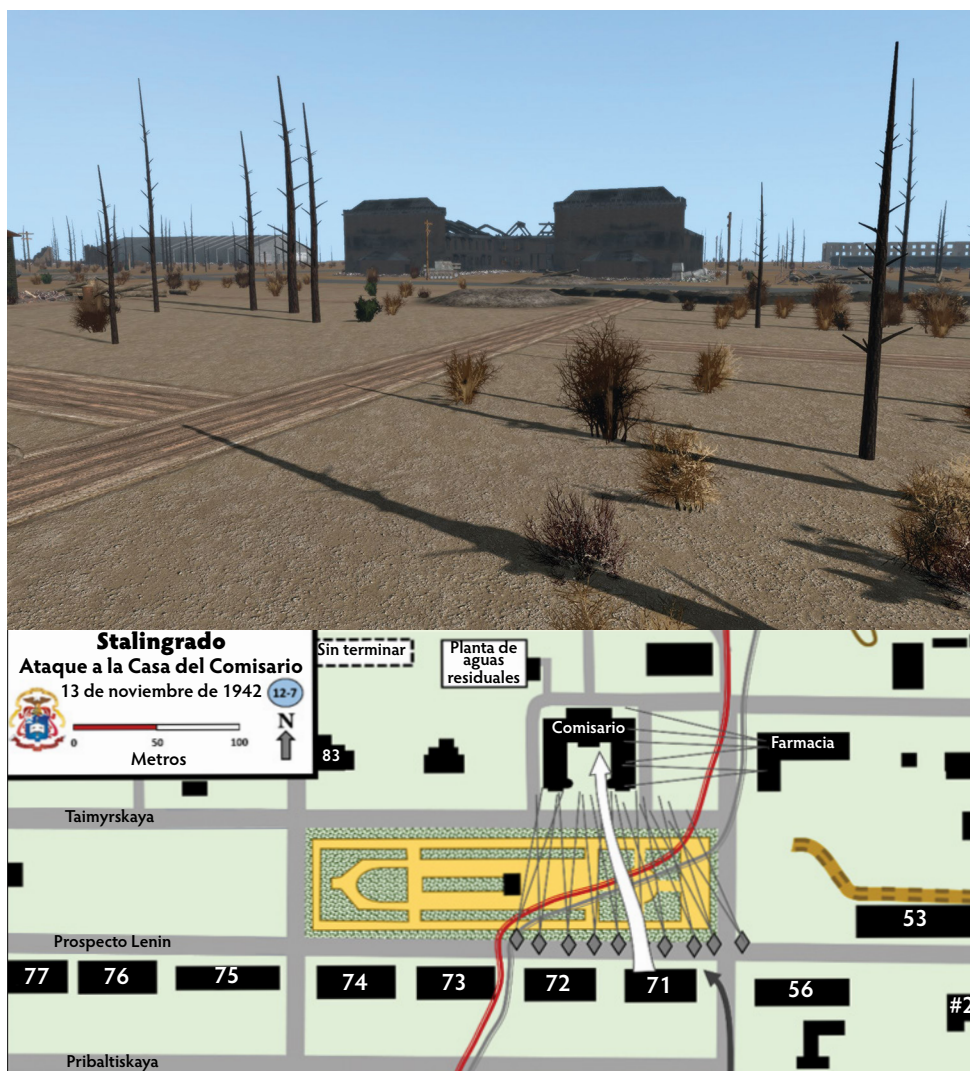 Stalingrado
Ataque a la Casa del Comisario
13 de noviembre de 1942
12-7
N
0 50 100
Metros
Sin terminar
Planta de
aguas
residuales
Comisario
Farmacia
83
Taimyrskaya
53
Prospecto Lenin
77 76 75 74 73 72 71 56
#2
Pribaltiskaya